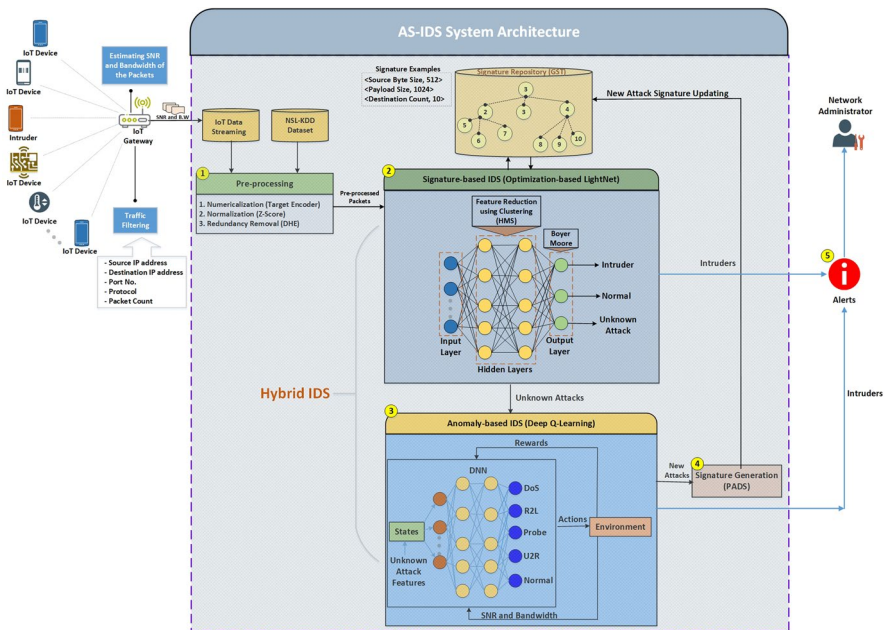 AS-IDS System Architecture
IoT Device
IoT Device
Intruder
IoT Device
IoT Device
IoT Device
Estimating SNR
and Bandwidth
of the Packets
IoT
Gateway
SNR and B.W
Traffic
Filtering
- Source IP address
- Destination IP address
- Port No.
- Protocol
- Packet Count
IoT Data
Streaming
NSL-KDD
Dataset
1
Pre-processing
1. Numericalization (Target Encoder)
2. Normalization (Z-Score)
3. Redundancy Removal (DHE)
Pre-processed
Packets
Signature Examples
<Source Byte Size, 512>
<Payload Size, 1024>
<Destination Count, 10>
Signature Repository (GST)
3
2
3
4
5
6
7
8
9
10
New Attack Signature Updating
2
Signature-based IDS (Optimization-based LightNet)
Feature Reduction
using Clustering
(HMS)
Boyer
Moore
Intruder
Normal
Unknown
Attack
Input
Layer
Hidden Layers
Output
Layer
Intruders
Unknown Attacks
Hybrid IDS
3
Anomaly-based IDS (Deep Q-Learning)
Rewards
DNN
States
Unknown
Attack
Features
DoS
R2L
Probe
U2R
Normal
Actions
Environment
SNR and Bandwidth
New
Attacks
4
Signature Generation
(PADS)
Network
Administrator
5
i
Alerts
Intruders